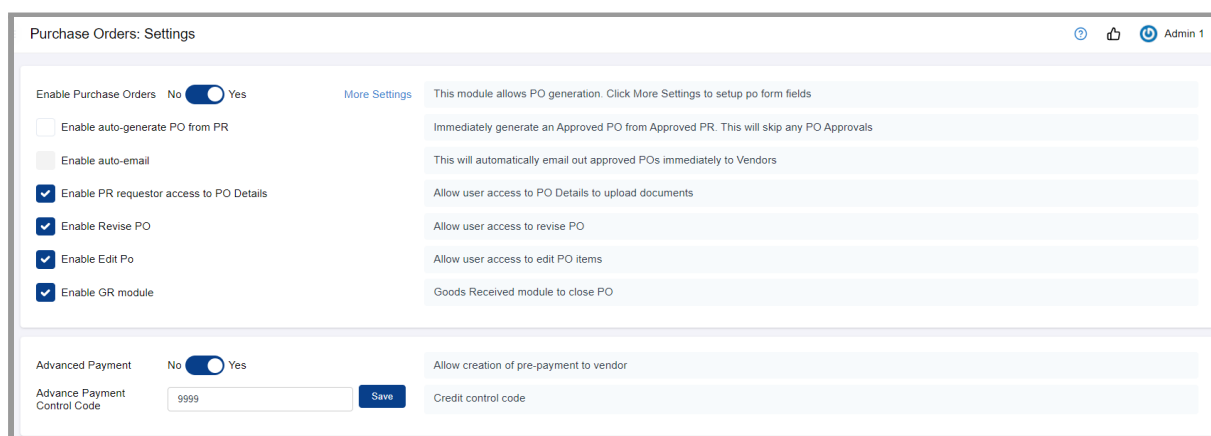 Purchase Orders: Settings
Admin 1
Enable Purchase Orders No Yes More Settings This module allows PO generation. Click More Settings to setup po form fields
Enable auto-generate PO from PR Immediately generate an Approved PO from Approved PR. This will skip any PO Approvals
Enable auto-email This will automatically email out approved POs immediately to Vendors
Enable PR requestor access to PO Details Allow user access to PO Details to upload documents
Enable Revise PO Allow user access to revise PO
Enable Edit Po Allow user access to edit PO items
Enable GR module Goods Received module to close PO
Advanced Payment No Yes Allow creation of pre-payment to vendor
Advance Payment
Control Code 9999 Save Credit control code